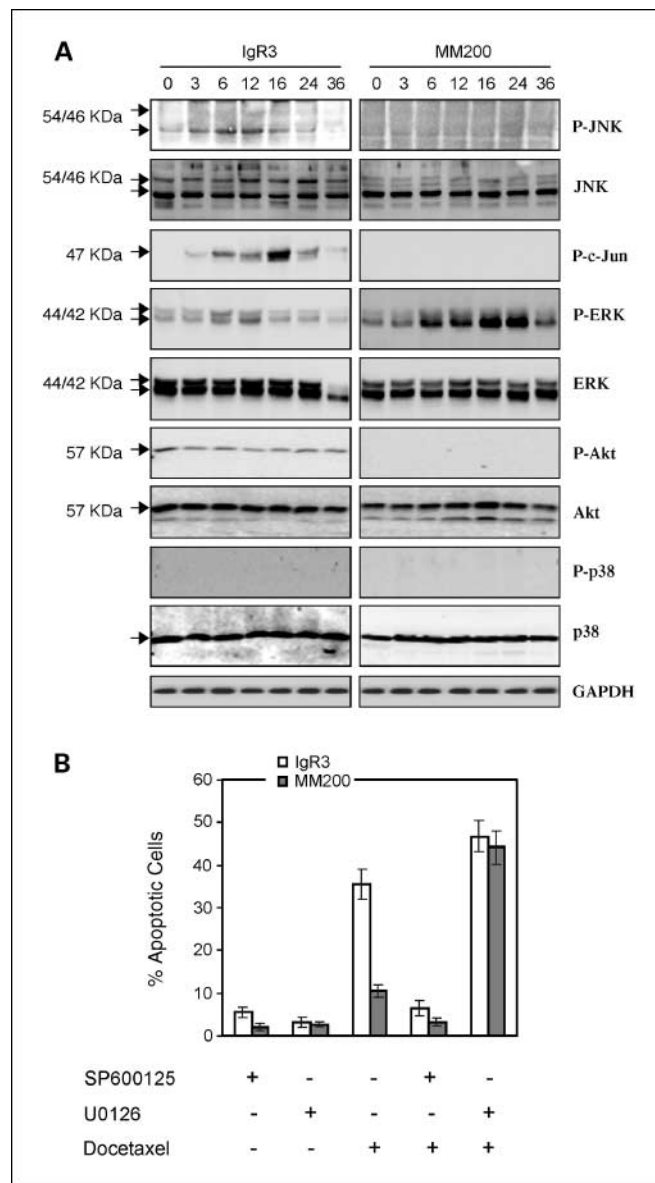 A
IgR3 MM200
0 3 6 12 16 24 36 0 3 6 12 16 24 36
54/46 KDa P-JNK
54/46 KDa JNK
47 KDa P-c-Jun
44/42 KDa P-ERK
44/42 KDa ERK
57 KDa P-Akt
57 KDa Akt
P-p38
p38
GAPDH
B
IgR3
MM200
60
50
40
30
20
10
0
% Apoptotic Cells
SP600125 + - - + -
U0126 - + - - +
Docetaxel - - + + +